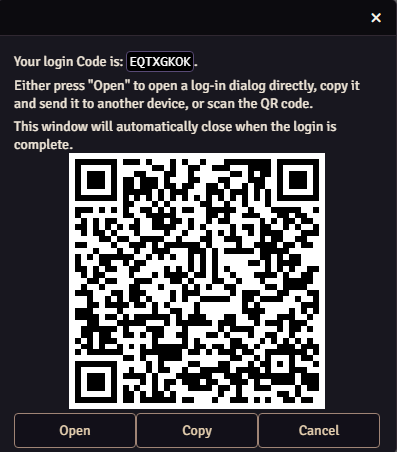 ×
Your login Code is: EQTXGKOK.
Either press "Open" to open a log-in dialog directly, copy it
and send it to another device, or scan the QR code.
This window will automatically close when the login is
complete.
Open Copy Cancel